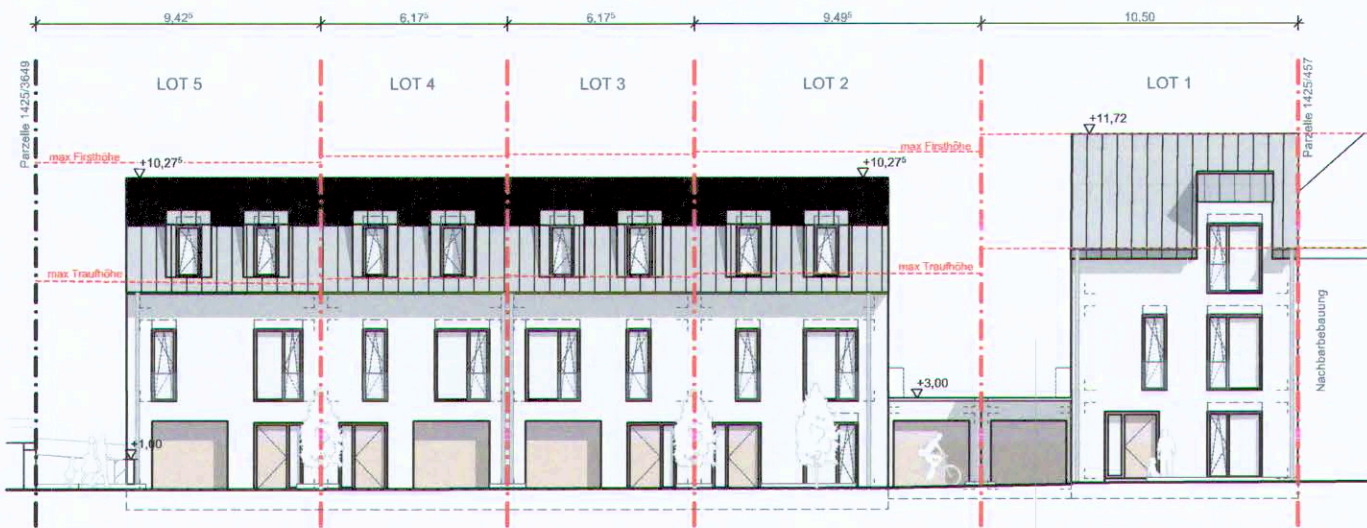 9,42⁵
6,17⁵
6,17⁵
9,49⁵
10,50
LOT 5
LOT 4
LOT 3
LOT 2
LOT 1
Parzelle 1425/3649
Parzelle 1425/457
+11,72
max Firsthöhe
max Firsthöhe
+10,27⁵
+10,27⁵
max Traufhöhe
max Traufhöhe
Nachbarbebauung
+3,00
+1,00